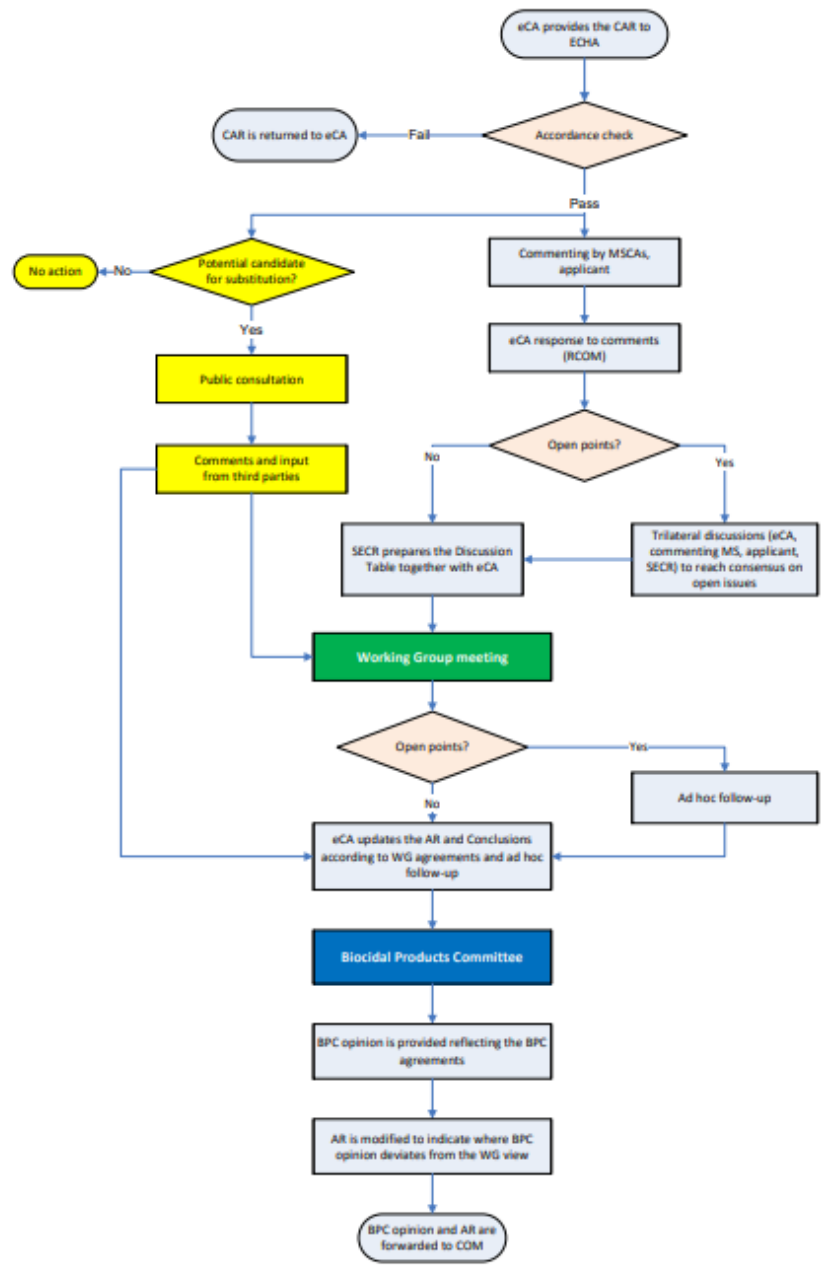 eCA provides the CAR to
ECHA
CAR is returned to eCA
Fail
Accordance check
Pass
No action
No
Potential candidate
for substitution?
Commenting by MSCAs,
applicant
Yes
eCA response to comments
(RCOM)
Public consultation
Open points?
No
Yes
Comments and input
from third parties
SECR prepares the Discussion
Table together with eCA
Trilateral discussions (eCA,
commenting MS, applicant,
SECR) to reach consensus on
open issues
Working Group meeting
Open points?
Yes
No
Ad hoc follow-up
eCA updates the AR and Conclusions
according to WG agreements and ad hoc
follow-up
Biocidal Products Committee
BPC opinion is provided reflecting the BPC
agreements
AR is modified to indicate where BPC
opinion deviates from the WG view
BPC opinion and AR are
forwarded to COM